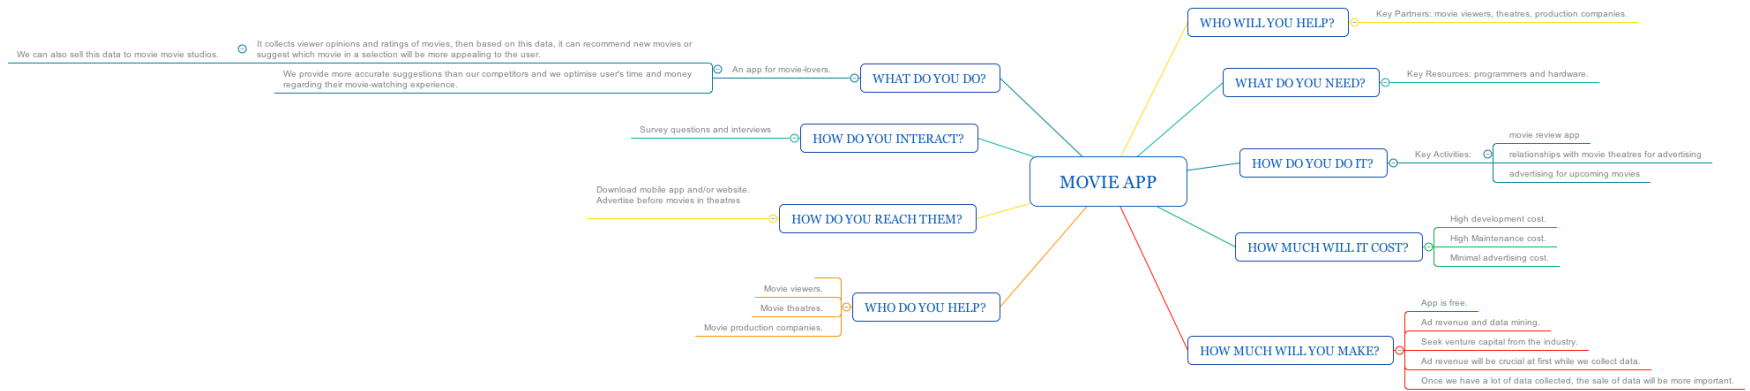 MOVIE APP
WHO WILL YOU HELP?
Key Partners: movie viewers, theatres, production companies.
WHAT DO YOU NEED?
Key Resources: programmers and hardware.
HOW DO YOU DO IT?
Key Activities:
movie review app
relationships with movie theatres for advertising
advertising for upcoming movies
HOW MUCH WILL IT COST?
High development cost.
High Maintenance cost.
Minimal advertising cost.
HOW MUCH WILL YOU MAKE?
App is free.
Ad revenue and data mining.
Seek venture capital from the industry.
Ad revenue will be crucial at first while we collect data.
Once we have a lot of data collected, the sale of data will be more important.
WHAT DO YOU DO?
An app for movie-lovers.
It collects viewer opinions and ratings of movies, then based on this data, it can recommend new movies or
suggest which movie in a selection will be more appealing to the user.
We can also sell this data to movie movie studios.
We provide more accurate suggestions than our competitors and we optimise user's time and money
regarding their movie-watching experience.
HOW DO YOU INTERACT?
Survey questions and interviews
HOW DO YOU REACH THEM?
Download mobile app and/or website.
Advertise before movies in theatres
WHO DO YOU HELP?
Movie viewers.
Movie theatres.
Movie production companies.